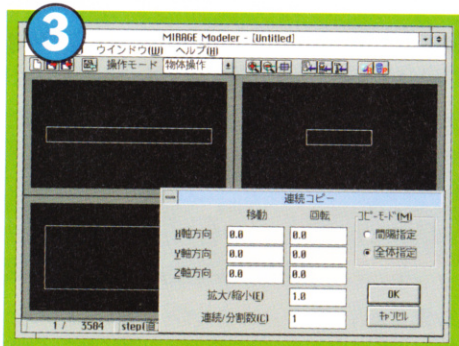 3
MIRAGE Modeler - [Untitled]
ウインドウ(W) ヘルプ(H)
操作モード 物体操作
連続コピー
移動 回転 コピーモード(M)
X軸方向 0.0 0.0 間隔指定
Y軸方向 0.0 0.0 全体指定
Z軸方向 0.0 0.0
拡大/縮小(E) 1.0 OK
連続/分割数(C) 1 キャンセル
1 / 3504 step(直